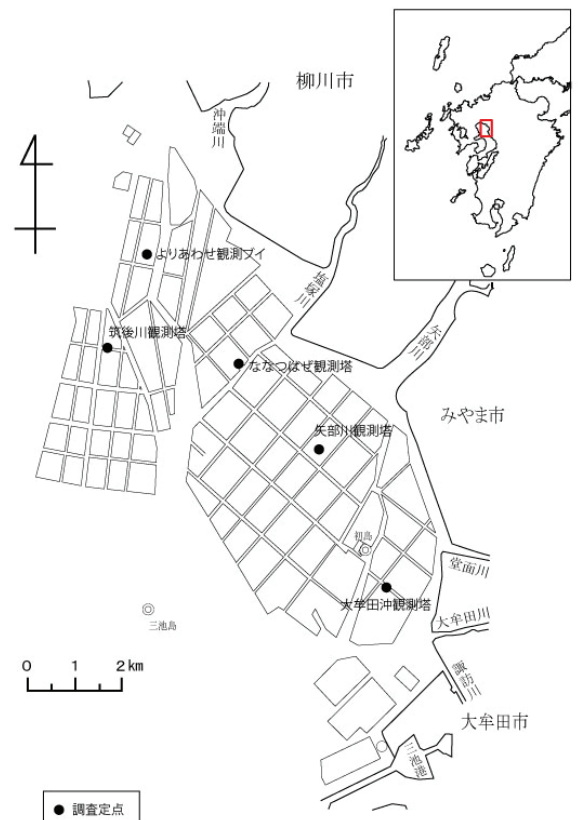 柳川市
沖端川
よりあわせ観測ブイ
塩塚川
筑後川観測塔
矢部川
ななつはぜ観測塔
みやま市
矢部川観測塔
初島
堂面川
大牟田沖観測塔
大牟田川
三池島
諏訪川
0 1 2km
大牟田市
三池港
● 調査定点